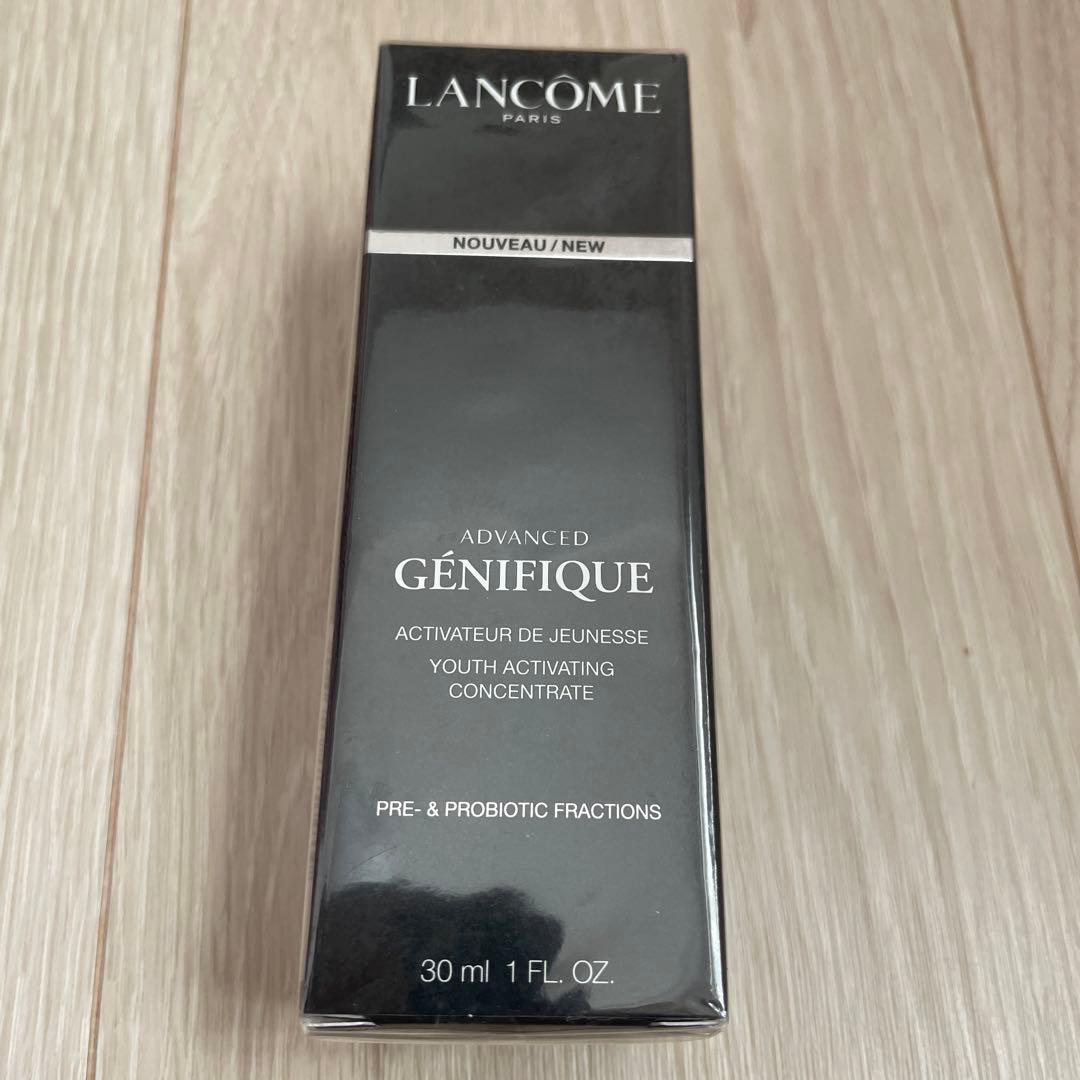 LANCÔME
PARIS
NOUVEAU / NEW
ADVANCED
GÉNIFIQUE
ACTIVATEUR DE JEUNESSE
YOUTH ACTIVATING
CONCENTRATE
PRE- & PROBIOTIC FRACTIONS
30 ml 1 FL. OZ.